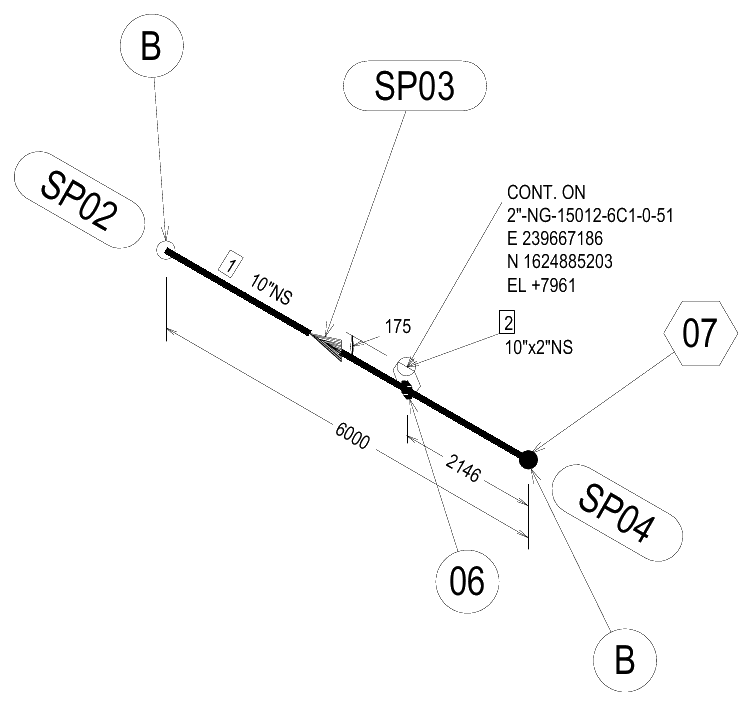 B
SP03
SP02
CONT. ON
2"-NG-15012-6C1-0-51
E 239667186
N 1624885203
EL +7961
1
10"NS
175
2
10"x2"NS
07
6000
2146
SP04
06
B